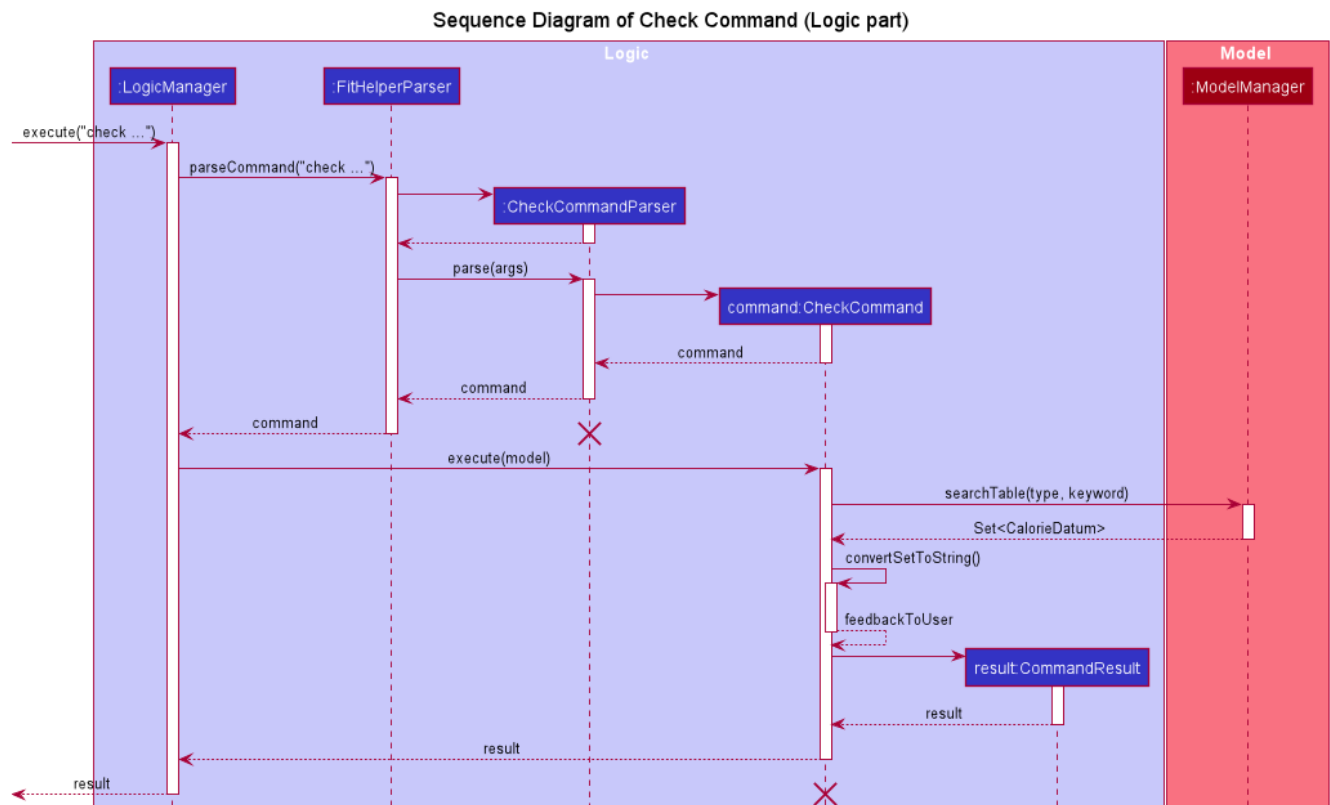 Sequence Diagram of Check Command (Logic part)
Logic
Model
:LogicManager
:FitHelperParser
:ModelManager
execute("check ...")
parseCommand("check ...")
:CheckCommandParser
parse(args)
command:CheckCommand
command
command
command
execute(model)
searchTable(type, keyword)
Set<CalorieDatum>
convertSetToString()
feedbackToUser
result:CommandResult
result
result
result